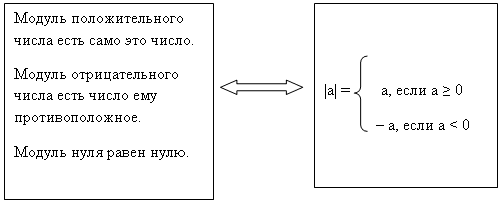 Модуль положительного
числа есть само это число.
Модуль отрицательного
числа есть число ему
противоположное.
Модуль нуля равен нулю.
|a| =
a, если a ≥ 0
– a, если a < 0